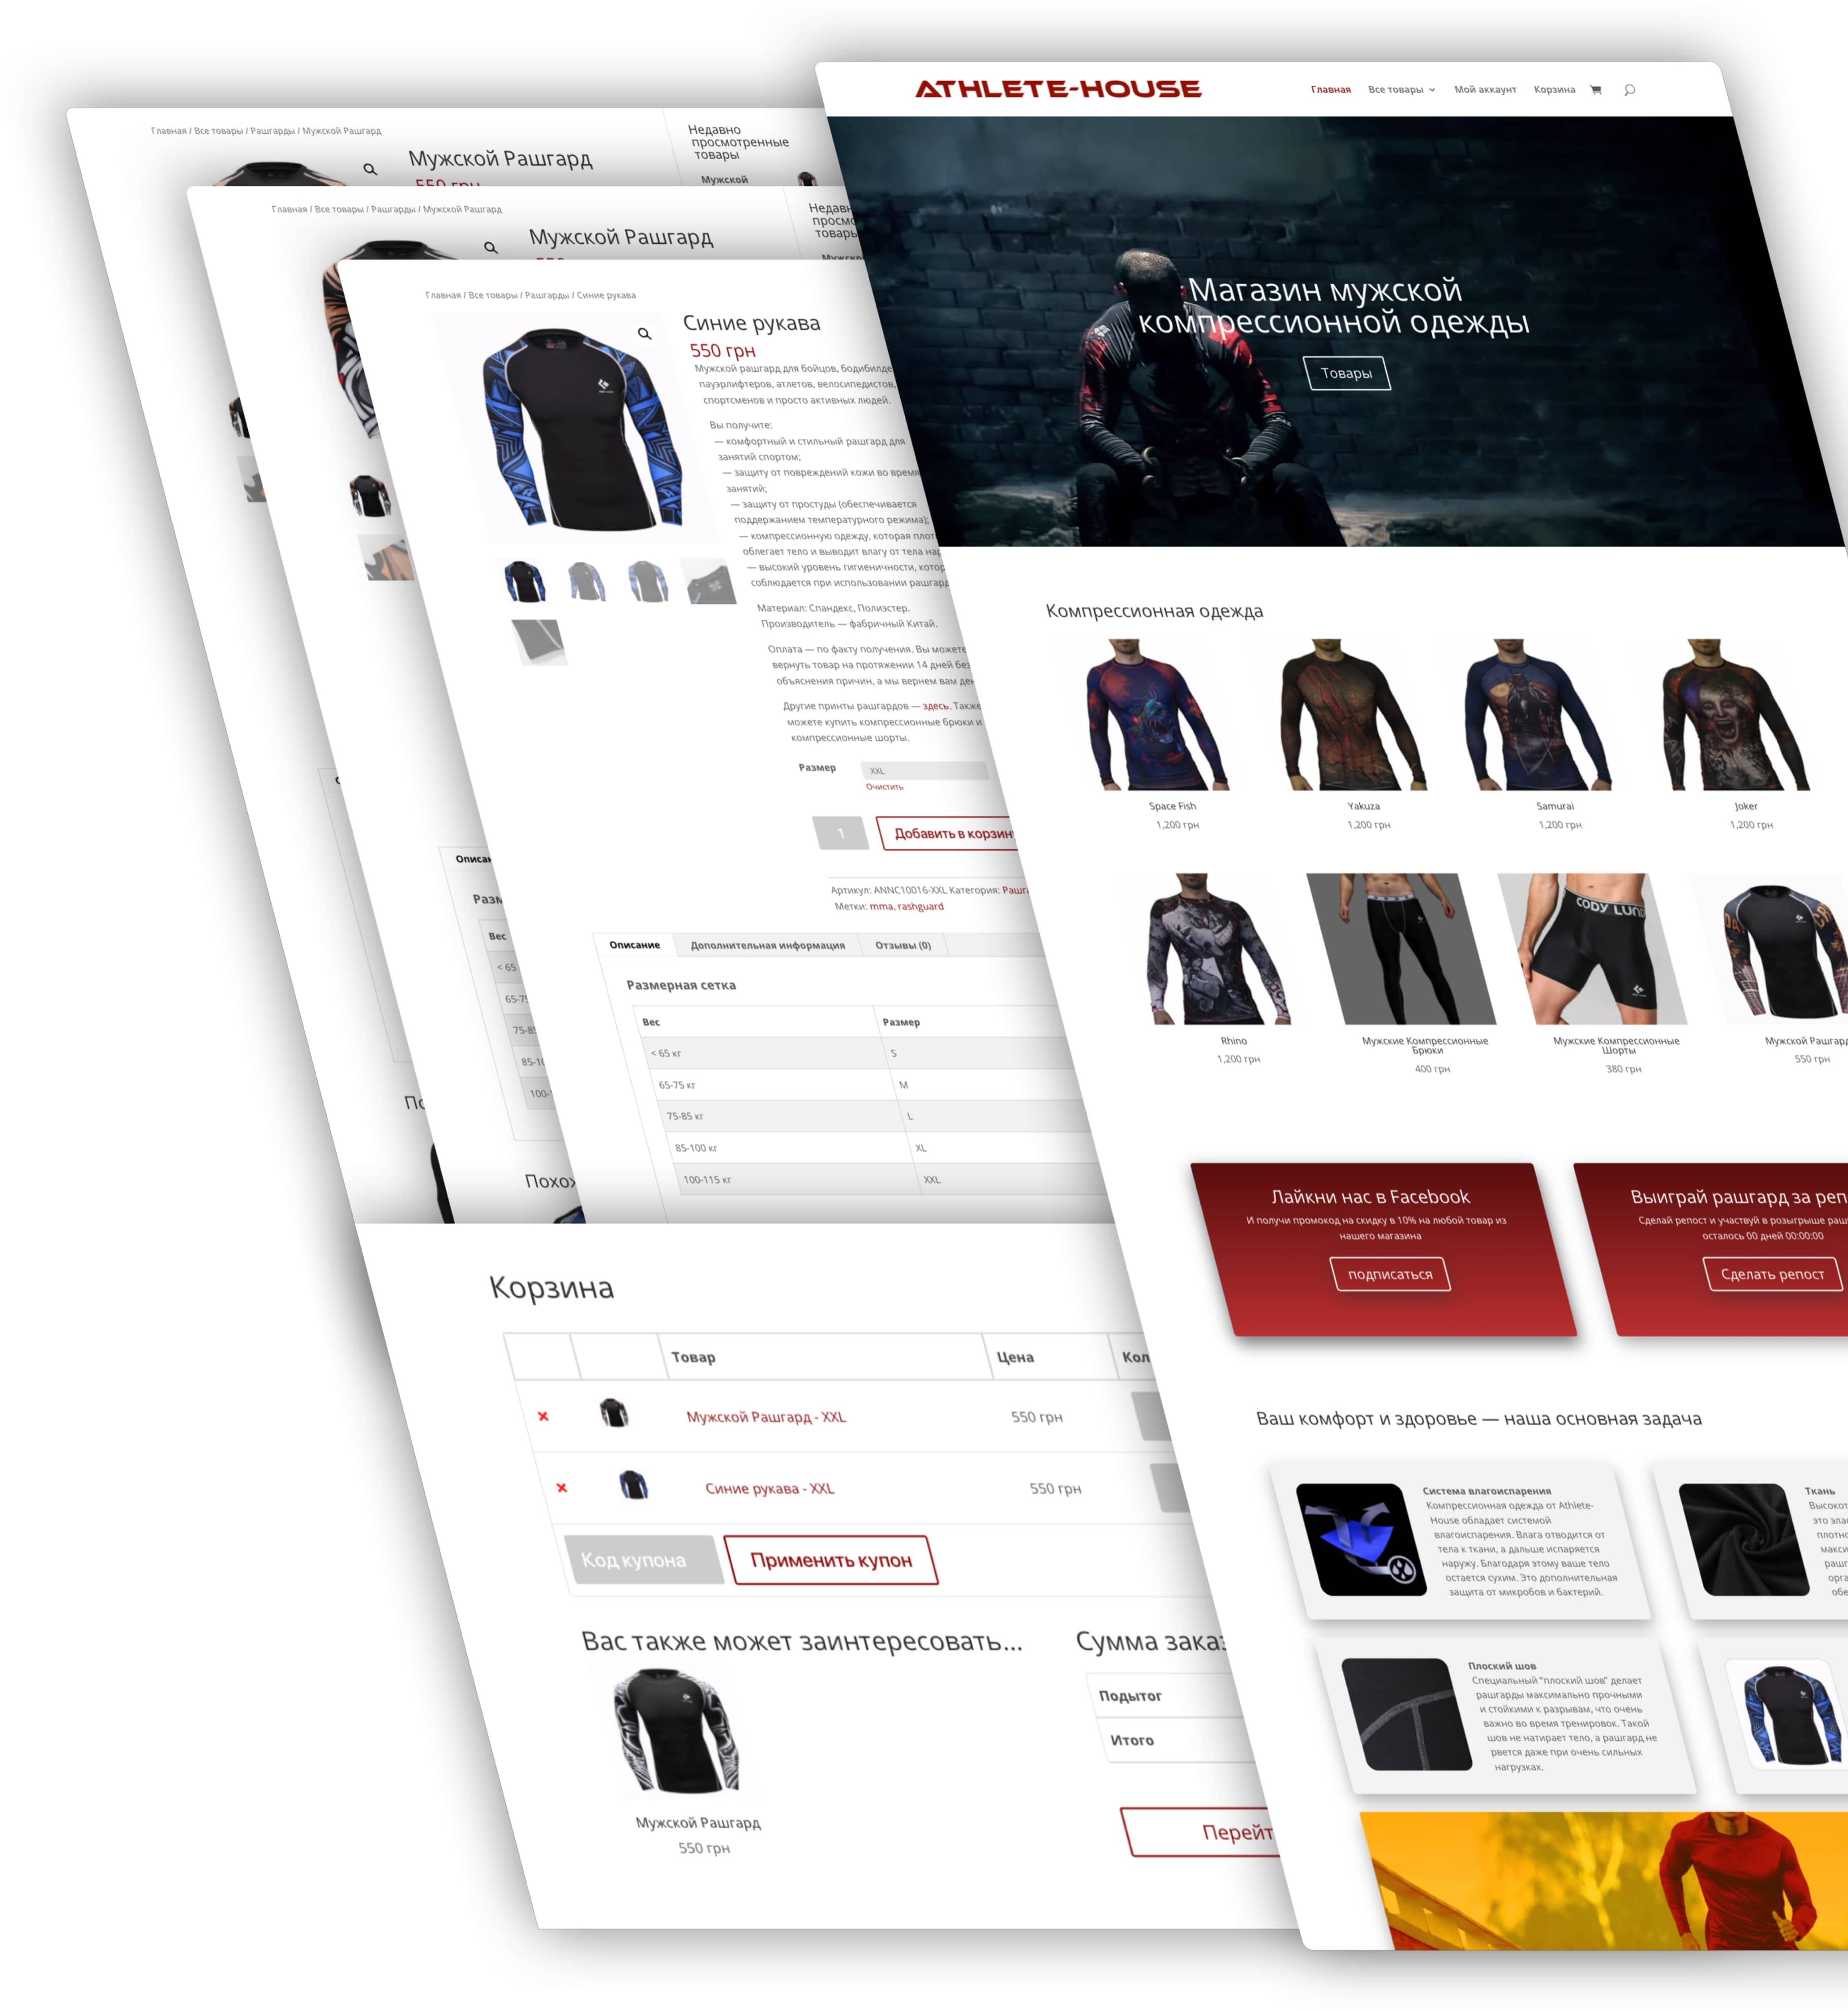 ATHLETE-HOUSE
Главная Все товары Мой аккаунт Корзина
Магазин мужской
компрессионной одежды
Товары
Компрессионная одежда
Space Fish
1,200 грн
Yakuza
1,200 грн
Samurai
1,200 грн
Joker
1,200 грн
CODY LUND
Rhino
1,200 грн
Мужские Компрессионные
Брюки
400 грн
Мужские Компрессионные
Шорты
380 грн
Мужской Рашгард
550 грн
Лайкни нас в Facebook
И получи промокод на скидку в 10% на любой товар из
нашего магазина
подписаться
Выиграй рашгард за реп
Сделай репост и участвуй в розыгрыше раш
осталось 00 дней 00:00:00
Сделать репост
Ваш комфорт и здоровье — наша основная задача
Система влагоиспарения
Компрессионная одежда от Athlete-
House обладает системой
влагоиспарения. Влага отводится от
тела к ткани, а дальше испаряется
наружу. Благодаря этому ваше тело
остается сухим. Это дополнительная
защита от микробов и бактерий.
Ткань
Высокот
это элас
плотно
макси
рашг
орга
обе
Плоский шов
Специальный "плоский шов" делает
рашгарды максимально прочными
и стойкими к разрывам, что очень
важно во время тренировок. Такой
шов не натирает тело, а рашгард не
рвется даже при очень сильных
нагрузках.
Главная / Все товары / Рашгарды / Мужской Рашгард
Мужской Рашгард
550 грн
Недавно
просмотренные
товары
Мужской
Главная / Все товары / Рашгарды / Мужской Рашгард
Мужской Рашгард
Недавн
просмо
товары
Описан
Разм
Вес
< 65
65-75
75-85
85-10
100-1
Похож
Главная / Все товары / Рашгарды / Синие рукава
Синие рукава
550 грн
Мужской рашгард для бойцов, бодибилде
пауэрлифтеров, атлетов, велосипедистов,
спортсменов и просто активных людей.
Вы получите:
— комфортный и стильный рашгард для
занятий спортом;
— защиту от повреждений кожи во время
занятий;
— защиту от простуды (обеспечивается
поддержанием температурного режима);
— компрессионную одежду, которая плот
облегает тело и выводит влагу от тела нар
— высокий уровень гигиеничности, котор
соблюдается при использовании рашгард
Материал: Спандекс, Полиэстер.
Производитель — фабричный Китай.
Оплата — по факту получения. Вы можете
вернуть товар на протяжении 14 дней без
объяснения причин, а мы вернем вам ден
Другие принты рашгардов — здесь. Также
можете купить компрессионные брюки и
компрессионные шорты.
Размер XXL
Очистить
1 Добавить в корзину
Артикул: ANNC10016-XXL Категория: Рашг
Метки: mma, rashguard
Описание Дополнительная информация Отзывы (0)
Размерная сетка
Вес Размер
< 65 кг S
65-75 кг M
75-85 кг L
85-100 кг XL
100-115 кг XXL
Корзина
Товар Цена Кол
Мужской Рашгард - XXL 550 грн
Синие рукава - XXL 550 грн
Код купона Применить купон
Вас также может заинтересовать...
Мужской Рашгард
550 грн
Сумма заказ
Подытог
Итого
Перейт